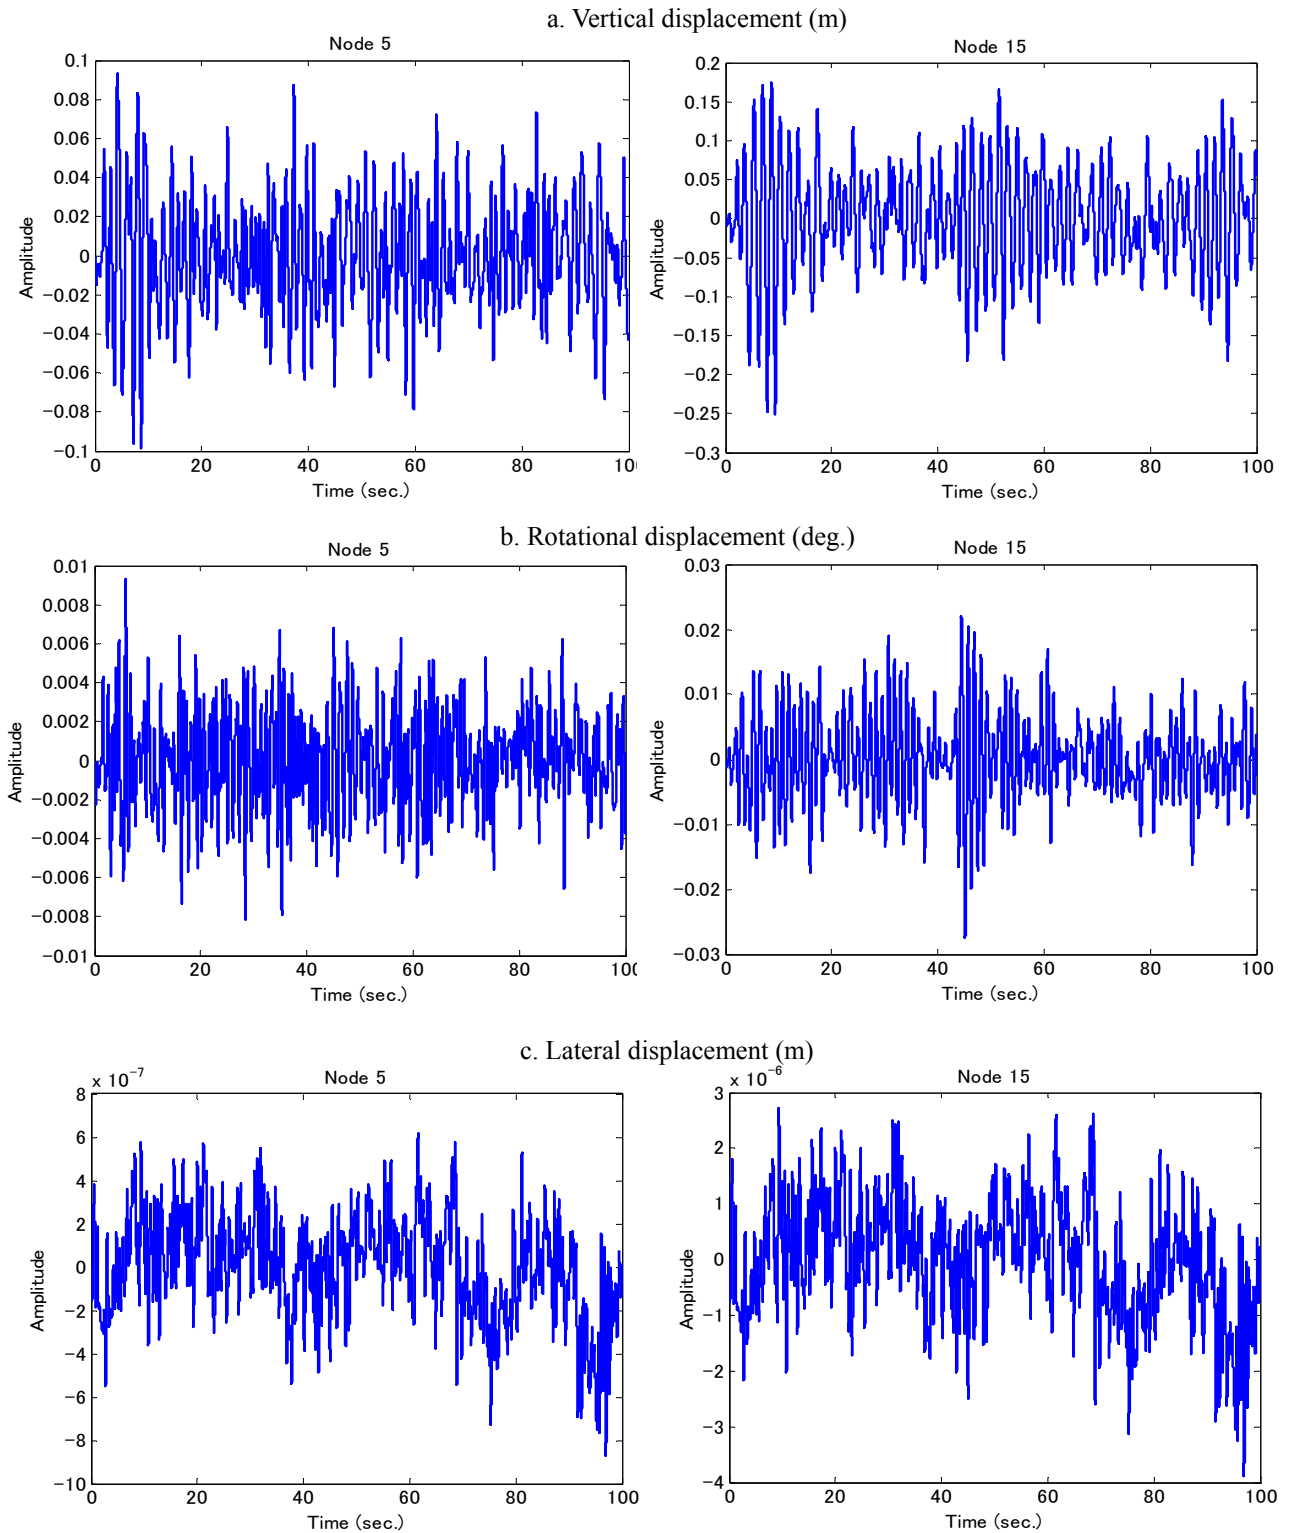 a. Vertical displacement (m)
Node 5
Node 15
0.1
0.08
0.06
0.04
0.02
0
−0.02
−0.04
−0.06
−0.08
−0.1
Amplitude
0 20 40 60 80 10
Time (sec.)
0.2
0.15
0.1
0.05
0
−0.05
−0.1
−0.15
−0.2
−0.25
−0.3
Amplitude
0 20 40 60 80 100
Time (sec.)
b. Rotational displacement (deg.)
Node 5
Node 15
0.01
0.008
0.006
0.004
0.002
0
−0.002
−0.004
−0.006
−0.008
−0.01
Amplitude
0 20 40 60 80 100
Time (sec.)
0.03
0.02
0.01
0
−0.01
−0.02
−0.03
Amplitude
0 20 40 60 80 100
Time (sec.)
c. Lateral displacement (m)
x 10⁻⁷
Node 5
x 10⁻⁶
Node 15
8
6
4
2
0
−2
−4
−6
−8
−10
Amplitude
0 20 40 60 80 100
Time (sec.)
3
2
1
0
−1
−2
−3
−4
Amplitude
0 20 40 60 80 100
Time (sec.)